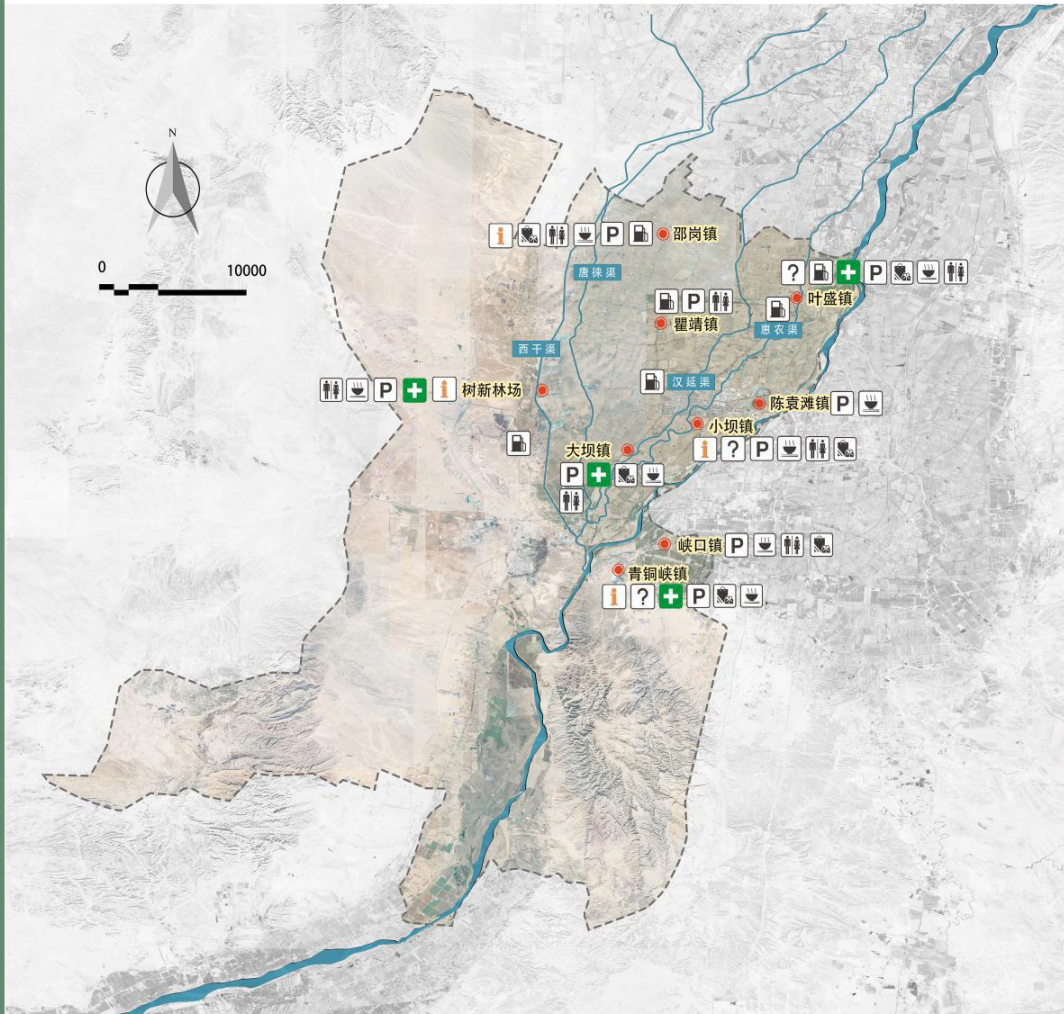 N
0 10000
P
邵岗镇
唐徕渠
? P
叶盛镇
P
瞿靖镇
惠农渠
西干渠
汉延渠
P i 树新林场
陈袁滩镇 P
小坝镇
i ? P
大坝镇
P
峡口镇 P
青铜峡镇
i ? P